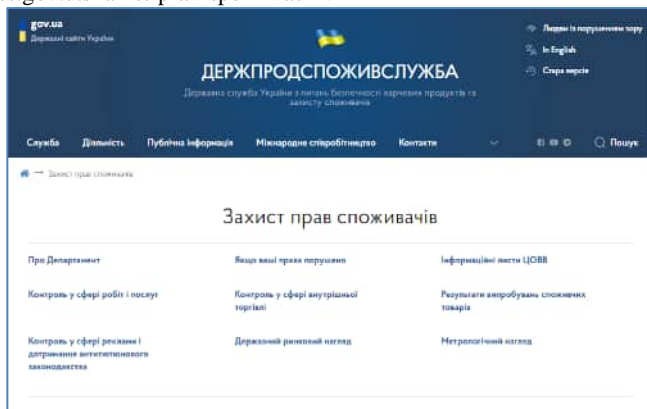 gov.ua
Державні сайти України
Людям із порушенням зору
In English
Стара версія
ДЕРЖПРОДСПОЖИВСЛУЖБА
Державна служба України з питань безпечності харчових продуктів та
захисту споживачів
Служба Діяльність Публічна інформація Міжнародне співробітництво Контакти Пошук
Захист прав споживачів
Захист прав споживачів
Про Департамент Якщо ваші права порушено Інформаційні листи ЦОВВ
Контроль у сфері робіт і послуг Контроль у сфері внутрішньої Результати випробувань споживчих
торгівлі товарів
Контроль у сфері реклами і Державний ринковий нагляд Метрологічний нагляд
дотримання антитютюнового
законодавства